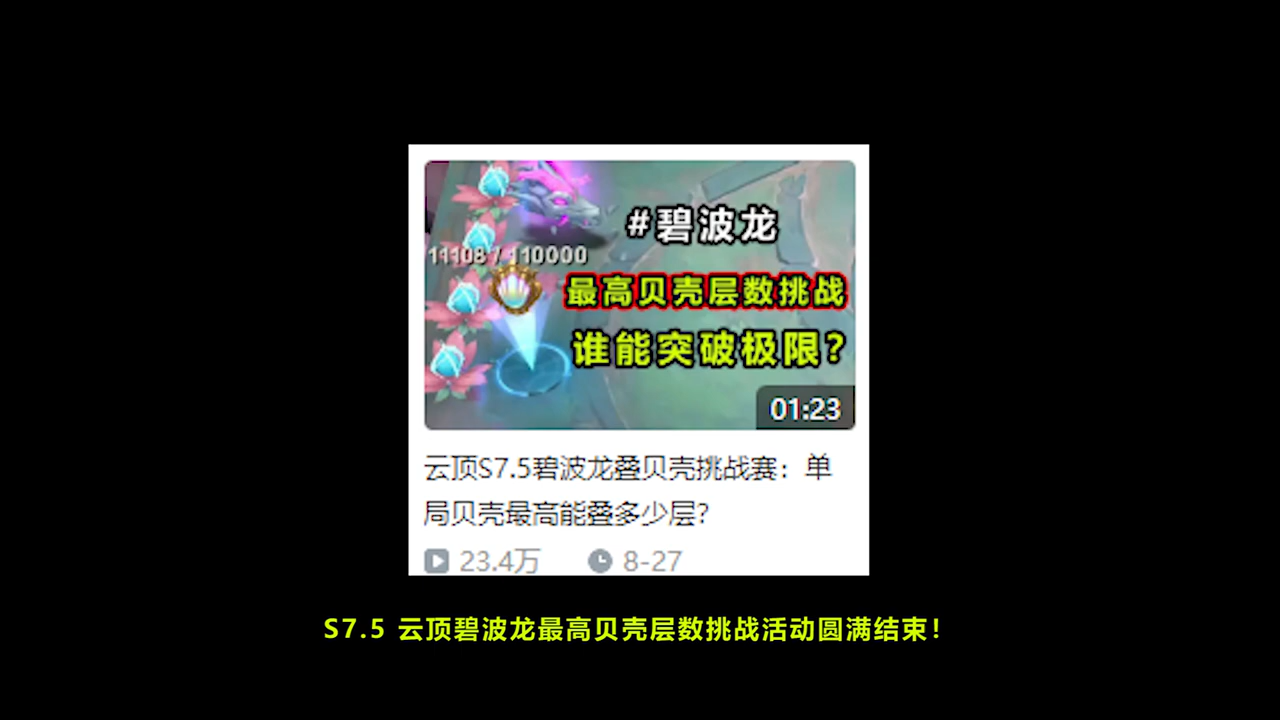 #碧波龙
11108 / 110000
最高贝壳层数挑战
谁能突破极限？
01:23
云顶S7.5碧波龙叠贝壳挑战赛：单
局贝壳最高能叠多少层？
23.4万 8-27
S7.5 云顶碧波龙最高贝壳层数挑战活动圆满结束！